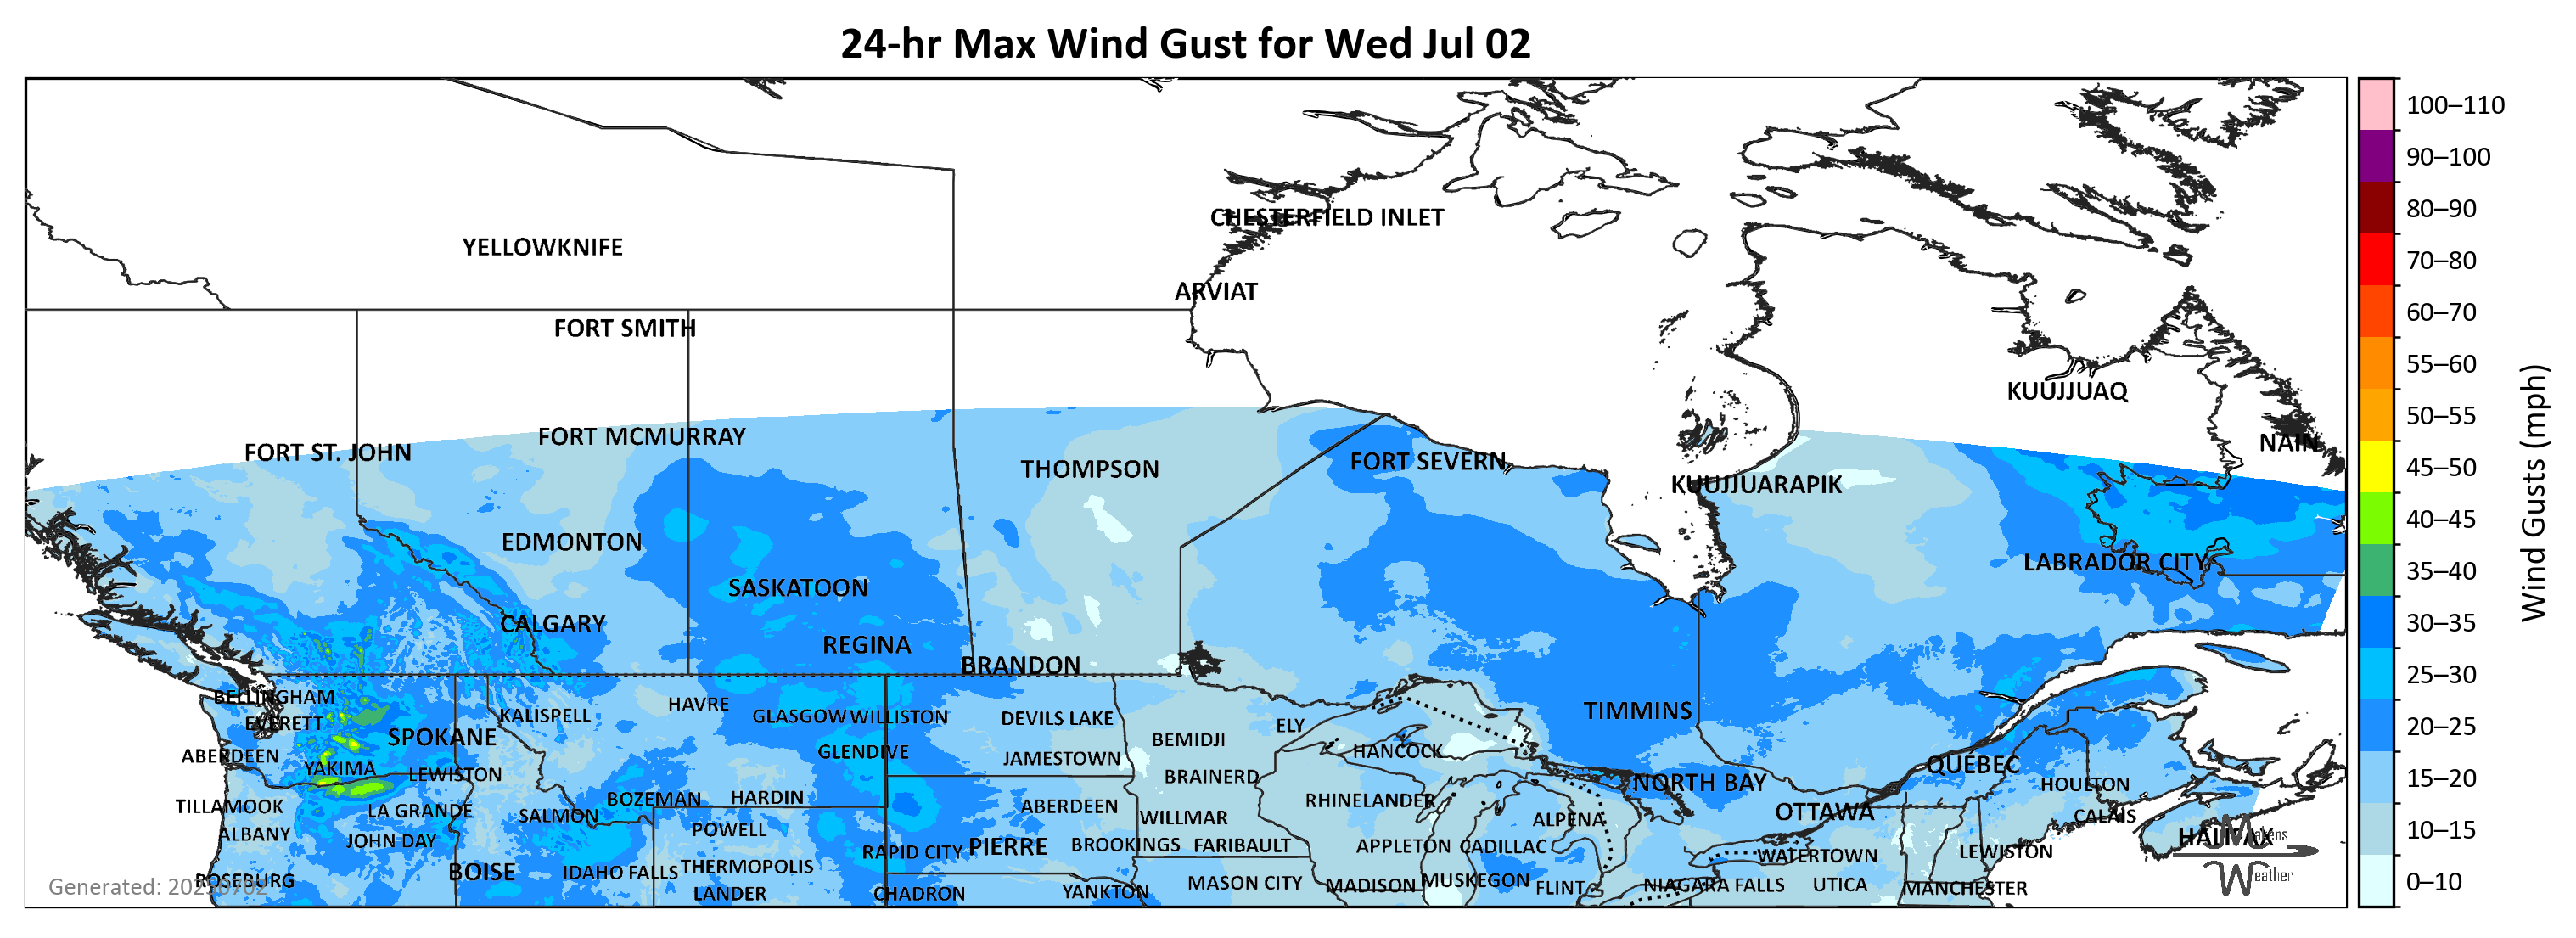 24-hr Max Wind Gust for Wed Jul 02
100–110
90–100
80–90
70–80
60–70
55–60
50–55
45–50
40–45
35–40
30–35
25–30
20–25
15–20
10–15
0–10
Wind Gusts (mph)
CHESTERFIELD INLET
YELLOWKNIFE
ARVIAT
FORT SMITH
KUUJJUAQ
FORT MCMURRAY
NAIN
FORT ST. JOHN
FORT SEVERN
THOMPSON
KUUJJUARAPIK
EDMONTON
LABRADOR CITY
SASKATOON
CALGARY
REGINA
BRANDON
BELLINGHAM
HAVRE
TIMMINS
KALISPELL
GLASGOW WILLISTON
DEVILS LAKE
EVERETT
ELY
SPOKANE
BEMIDJI
GLENDIVE
HANCOCK
ABERDEEN
JAMESTOWN
QUEBEC
YAKIMA
LEWISTON
BRAINERD
NORTH BAY
HOULTON
BOZEMAN
HARDIN
RHINELANDER
TILLAMOOK
LA GRANDE
ABERDEEN
OTTAWA
SALMON
WILLMAR
ALPENA
CALAIS
ALBANY
POWELL
HALIFAX
JOHN DAY
RAPID CITY
PIERRE
BROOKINGS
FARIBAULT
APPLETON
CADILLAC
WATERTOWN
LEWISTON
BOISE
IDAHO FALLS
THERMOPOLIS
ROSEBURG
MASON CITY
MADISON
MUSKEGON
FLINT
NIAGARA FALLS
UTICA
MANCHESTER
LANDER
CHADRON
YANKTON
Makens
Weather